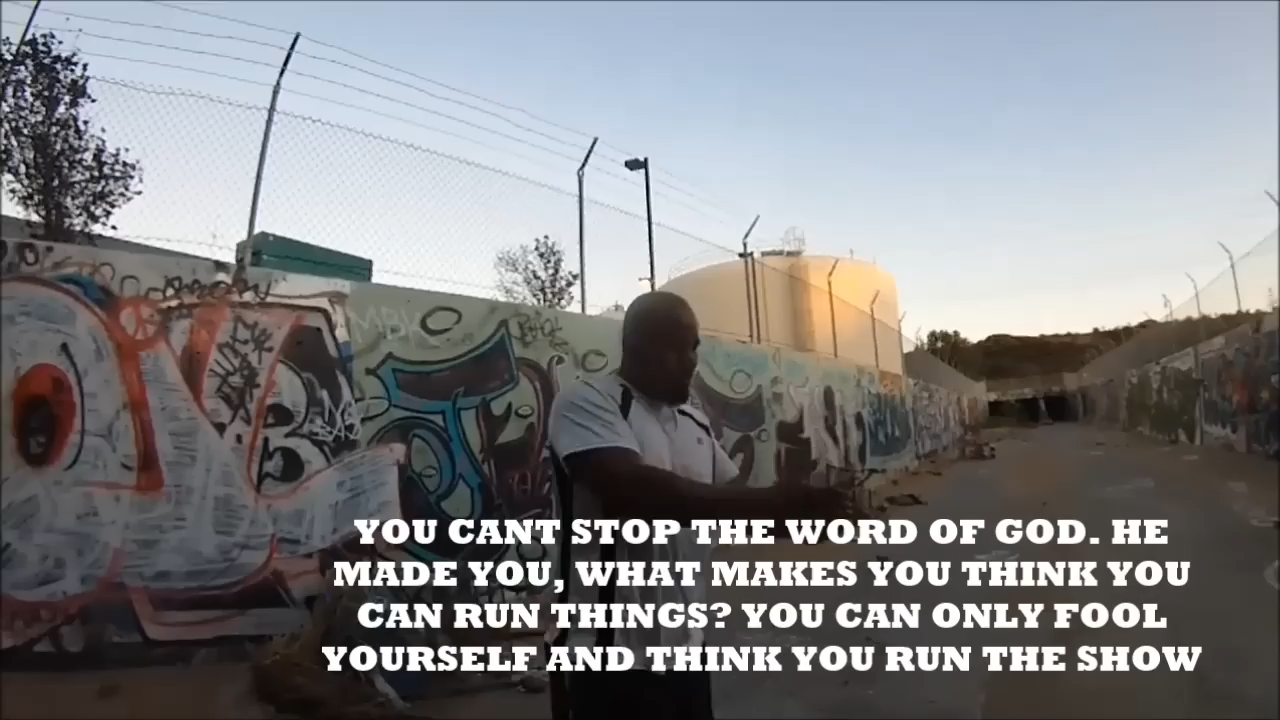 MBK
YOU CANT STOP THE WORD OF GOD. HE
MADE YOU, WHAT MAKES YOU THINK YOU
CAN RUN THINGS? YOU CAN ONLY FOOL
YOURSELF AND THINK YOU RUN THE SHOW